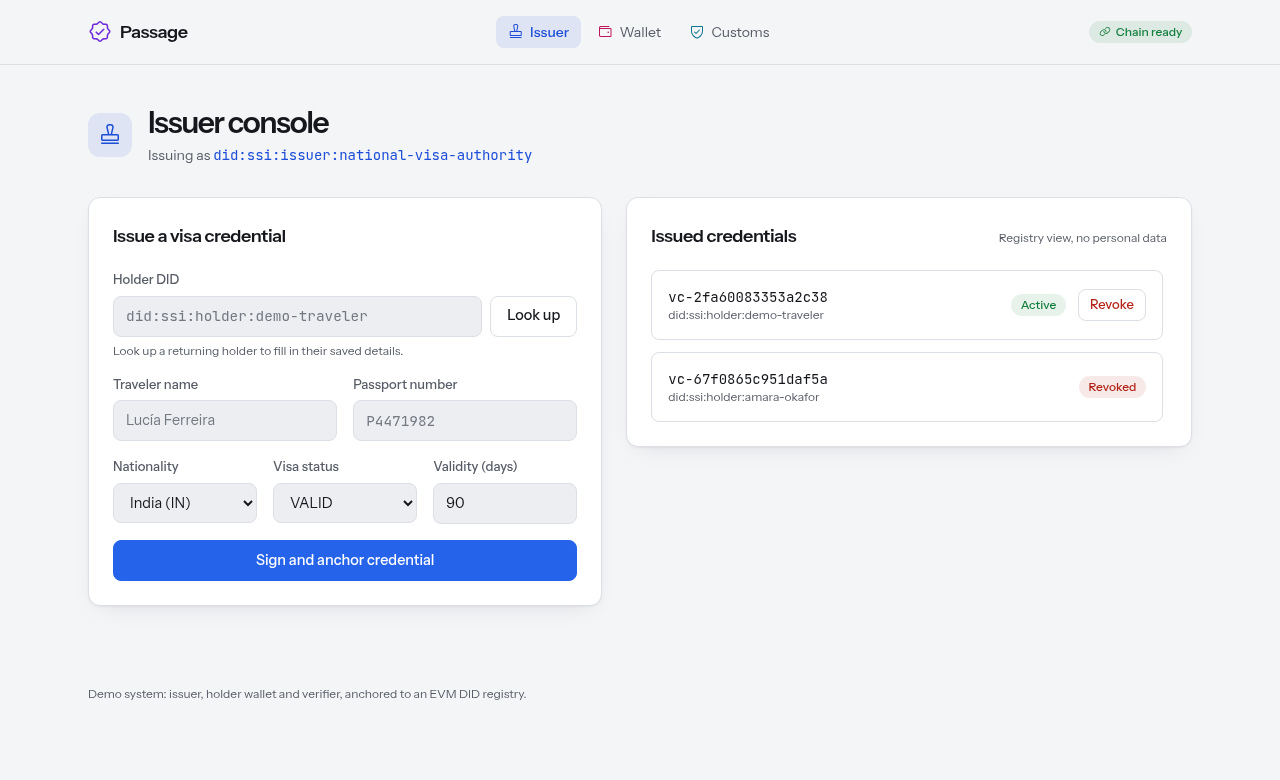 Passage
Issuer
Wallet
Customs
Chain ready
Issuer console
Issuing as did:ssi:issuer:national-visa-authority
Issue a visa credential
Holder DID
did:ssi:holder:demo-traveler
Look up
Look up a returning holder to fill in their saved details.
Traveler name
Passport number
Lucía Ferreira
P4471982
Nationality
Visa status
Validity (days)
India (IN)
VALID
90
Sign and anchor credential
Issued credentials
Registry view, no personal data
vc-2fa60083353a2c38
did:ssi:holder:demo-traveler
Active
Revoke
vc-67f0865c951daf5a
did:ssi:holder:amara-okafor
Revoked
Demo system: issuer, holder wallet and verifier, anchored to an EVM DID registry.